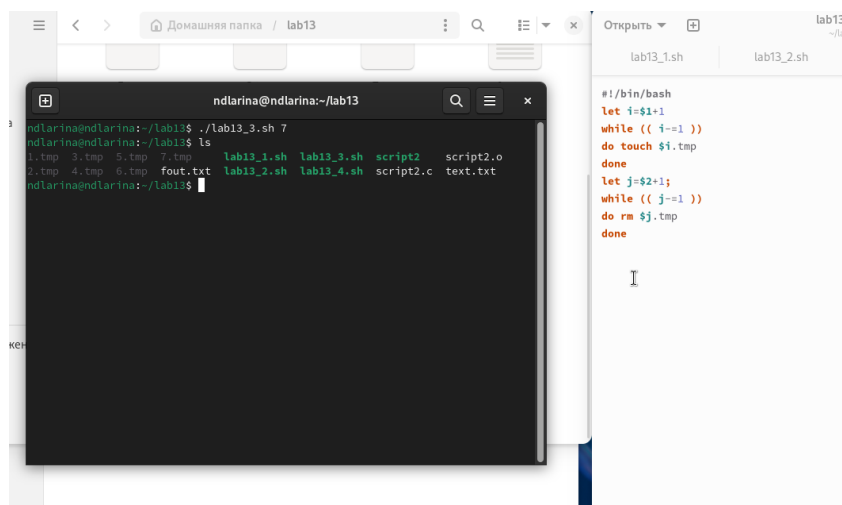 Домашняя папка / lab13
Открыть
lab13
~/la
lab13_1.sh lab13_2.sh
ndlarina@ndlarina:~/lab13
ndlarina@ndlarina:~/lab13$ ./lab13_3.sh 7
ndlarina@ndlarina:~/lab13$ ls
1.tmp 3.tmp 5.tmp 7.tmp lab13_1.sh lab13_3.sh script2 script2.o
2.tmp 4.tmp 6.tmp fout.txt lab13_2.sh lab13_4.sh script2.c text.txt
ndlarina@ndlarina:~/lab13$
а
жен
#!/bin/bash
let i=$1+1
while (( i-=1 ))
do touch $i.tmp
done
let j=$2+1;
while (( j-=1 ))
do rm $j.tmp
done